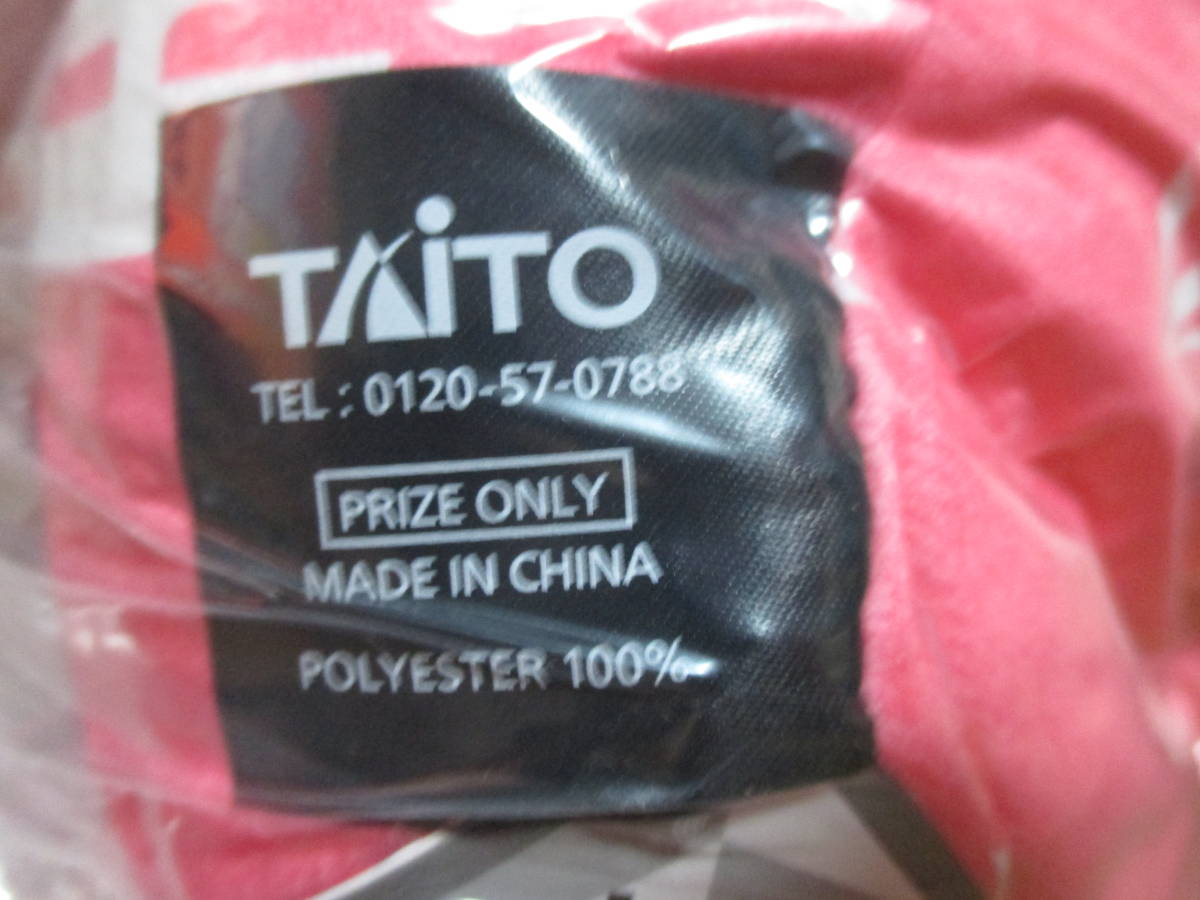 TAiTO
TEL : 0120-57-0788
PRIZE ONLY
MADE IN CHINA
POLYESTER 100%